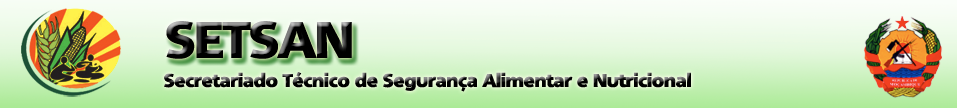 SETSAN
Secretariado Técnico de Segurança Alimentar e Nutricional